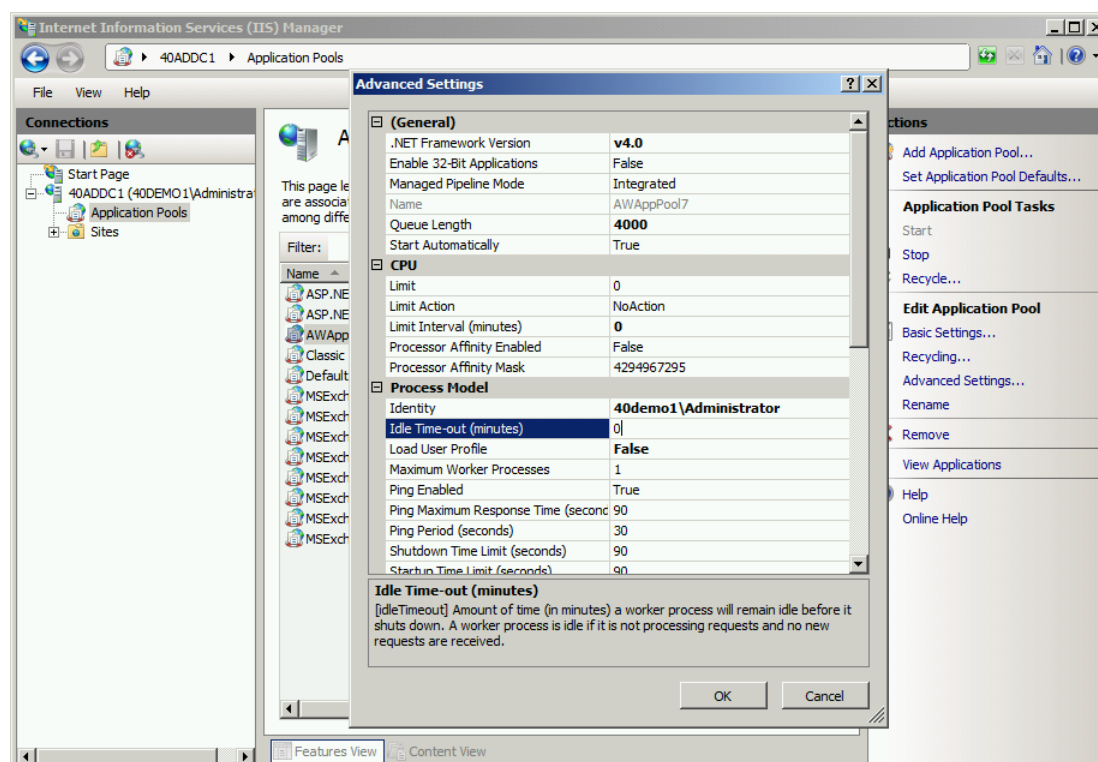 Internet Information Services (IIS) Manager
40ADDC1 Application Pools
File View Help
Connections
Start Page
40ADDC1 (40DEMO1\Administrat
Application Pools
Sites
A
This page le
are associat
among diffe
Filter:
Name
ASP.NE
ASP.NE
AWApp
Classic
Default
MSExch
MSExch
MSExch
MSExch
MSExch
MSExch
MSExch
MSExch
Features View Content View
Advanced Settings
(General)
.NET Framework Version v4.0
Enable 32-Bit Applications False
Managed Pipeline Mode Integrated
Name AWAppPool7
Queue Length 4000
Start Automatically True
CPU
Limit 0
Limit Action NoAction
Limit Interval (minutes) 0
Processor Affinity Enabled False
Processor Affinity Mask 4294967295
Process Model
Identity 40demo1\Administrator
Idle Time-out (minutes) 0
Load User Profile False
Maximum Worker Processes 1
Ping Enabled True
Ping Maximum Response Time (second 90
Ping Period (seconds) 30
Shutdown Time Limit (seconds) 90
Startup Time Limit (seconds) 90
Idle Time-out (minutes)
[idleTimeout] Amount of time (in minutes) a worker process will remain idle before it
shuts down. A worker process is idle if it is not processing requests and no new
requests are received.
OK Cancel
ctions
Add Application Pool...
Set Application Pool Defaults...
Application Pool Tasks
Start
Stop
Recycle...
Edit Application Pool
Basic Settings...
Recycling...
Advanced Settings...
Rename
Remove
View Applications
Help
Online Help